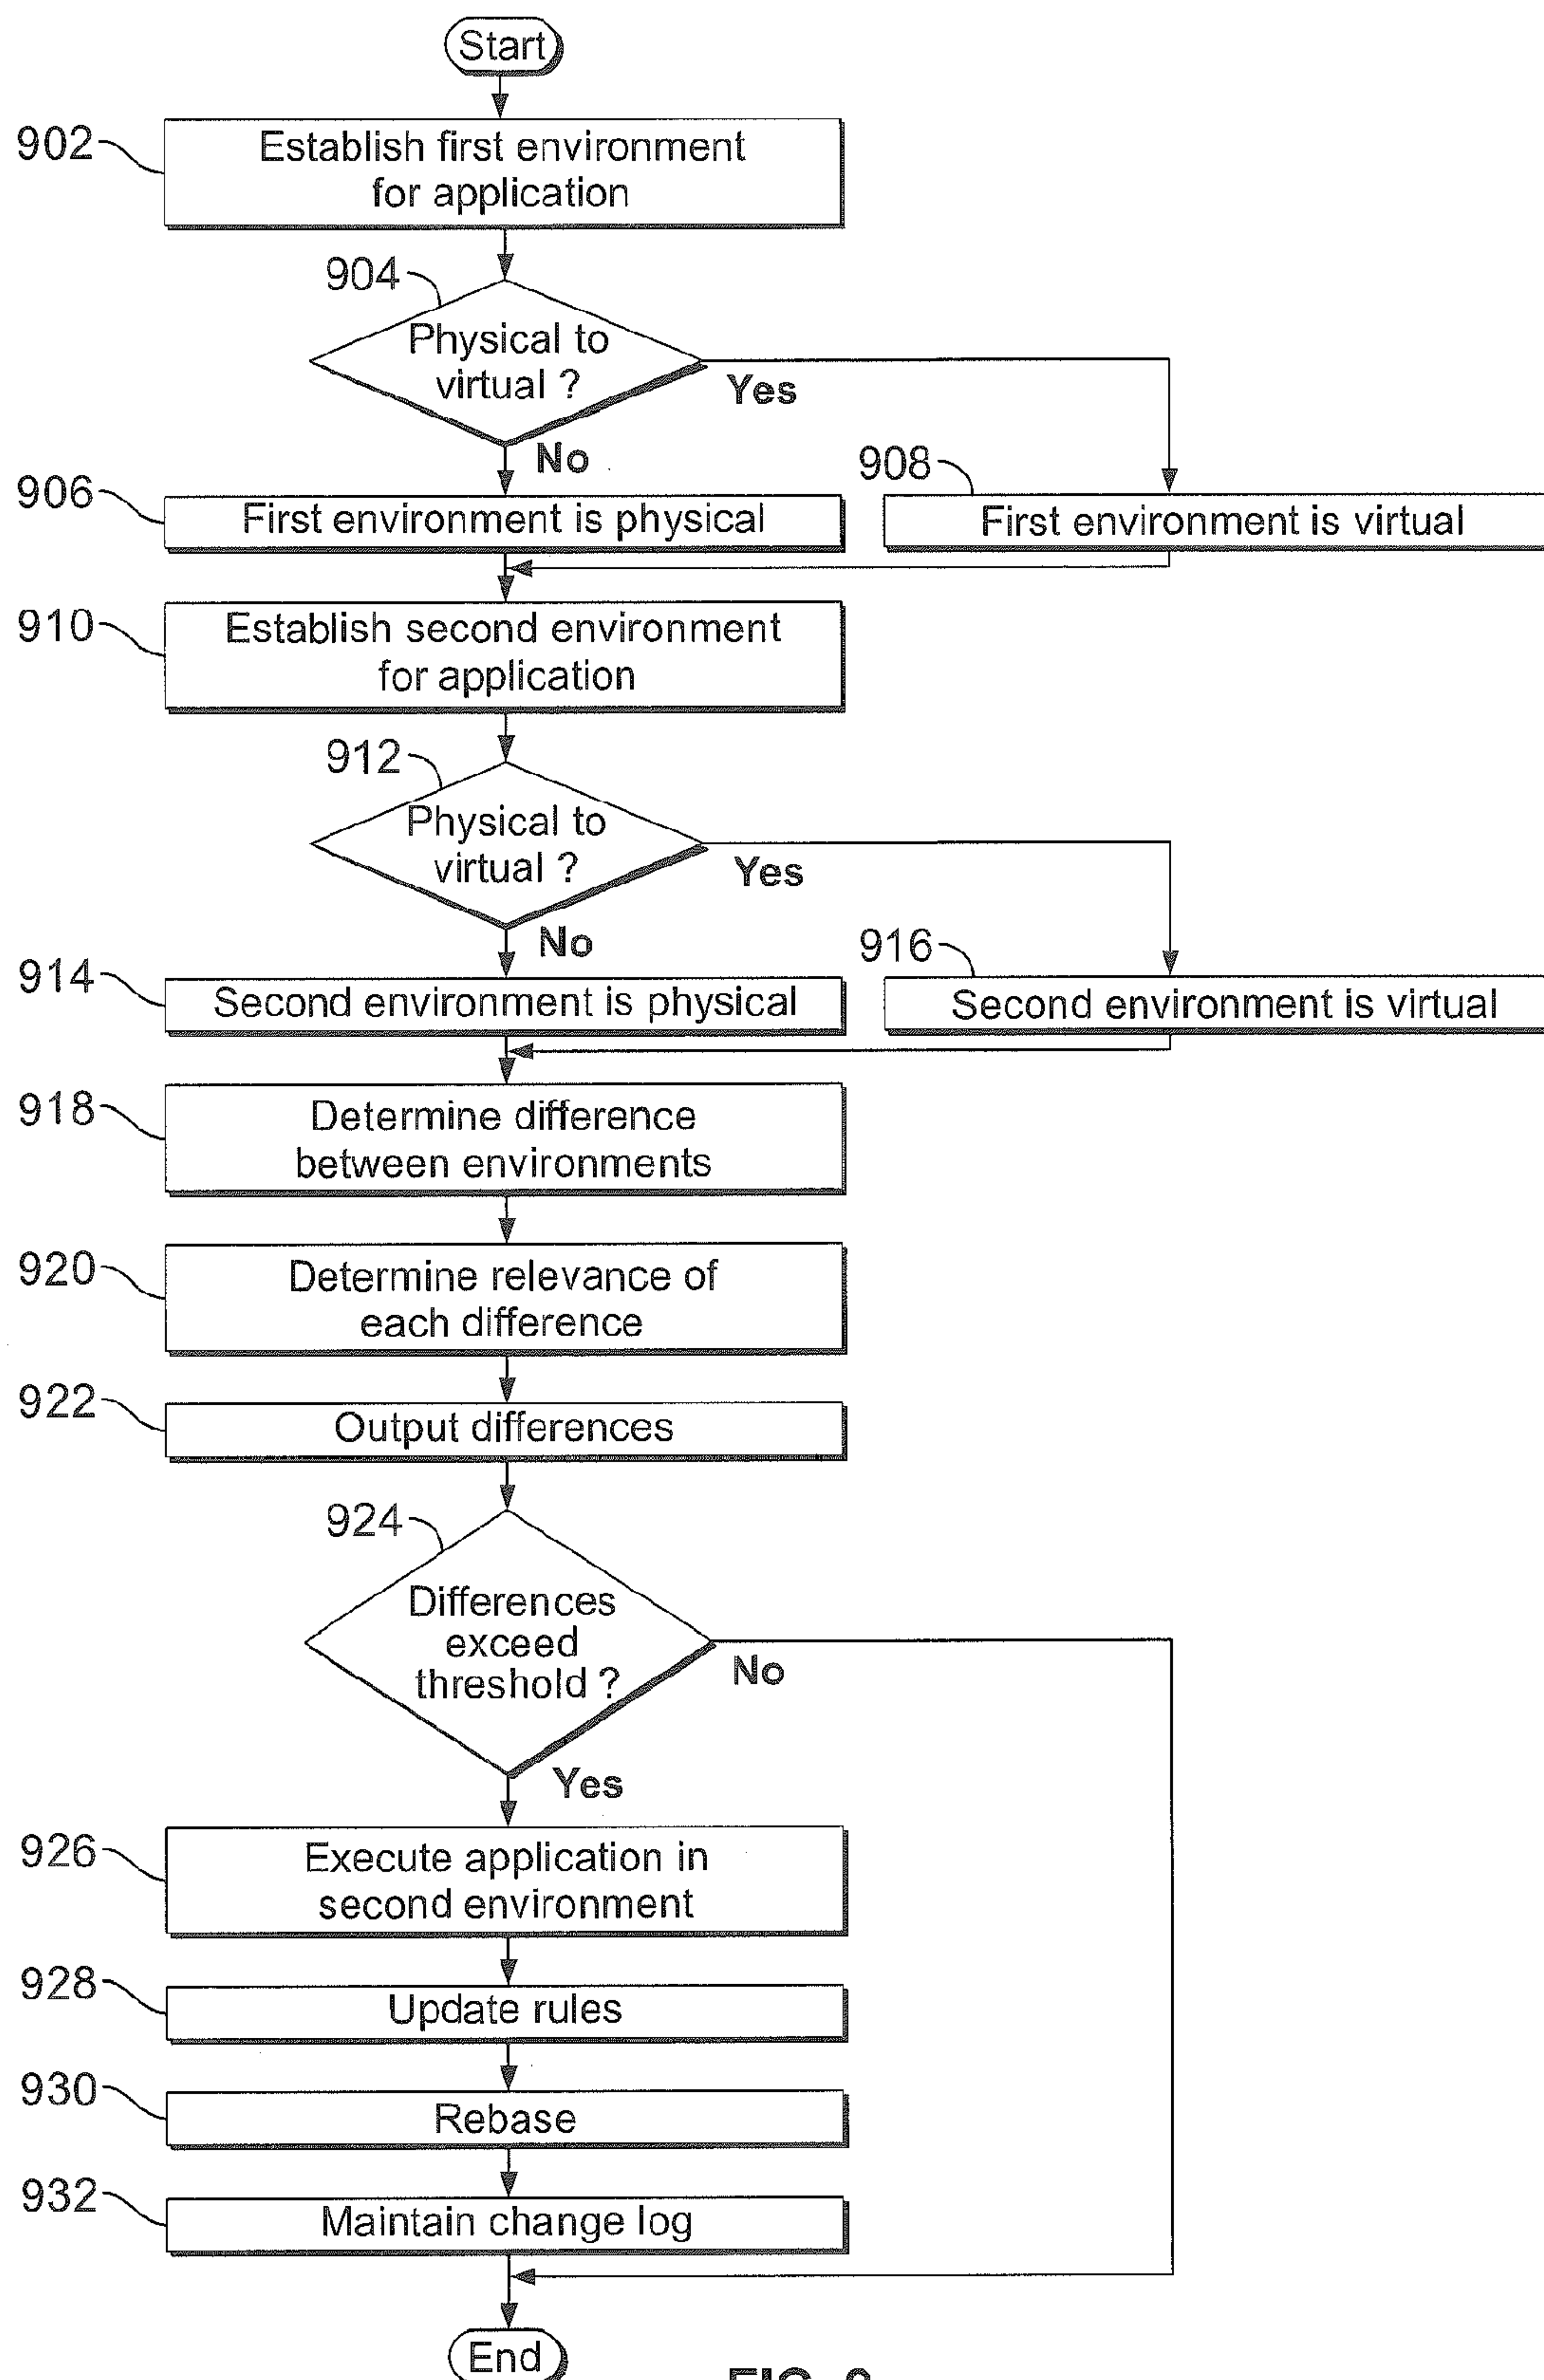 Start
902
Establish first environment
for application
904
Physical to
virtual ?
Yes
No
906
First environment is physical
908
First environment is virtual
910
Establish second environment
for application
912
Physical to
virtual ?
Yes
No
914
Second environment is physical
916
Second environment is virtual
918
Determine difference
between environments
920
Determine relevance of
each difference
922
Output differences
924
Differences
exceed
threshold ?
No
Yes
926
Execute application in
second environment
928
Update rules
930
Rebase
932
Maintain change log
End